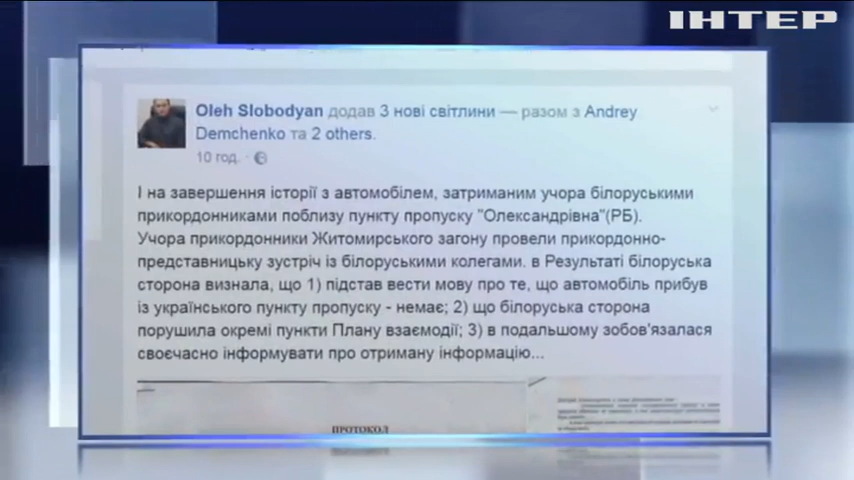 ІНТЕР
Oleh Slobodyan додав 3 нові світлини — разом з Andrey
Demchenko та 2 others.
10 год. ·
І на завершення історії з автомобілем, затриманим учора білоруськими
прикордонниками поблизу пункту пропуску "Олександрівна"(РБ).
Учора прикордонники Житомирського загону провели прикордонно-
представницьку зустріч із білоруськими колегами. в Результаті білоруська
сторона визнала, що 1) підстав вести мову про те, що автомобіль прибув
із українського пункту пропуску - немає; 2) що білоруська сторона
порушила окремі пункти Плану взаємодії; 3) в подальшому зобов'язалася
своєчасно інформувати про отриману інформацію...
ПРОТОКОЛ